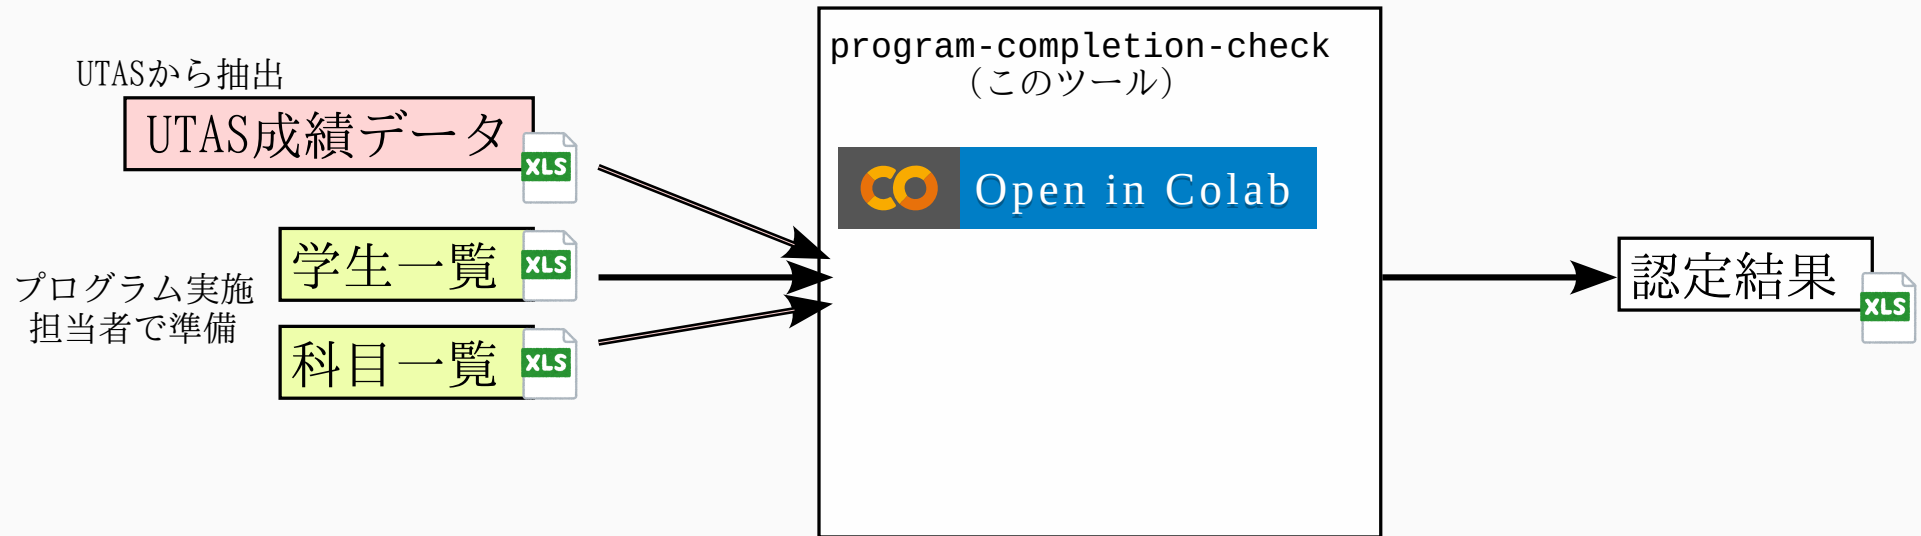 UTASから抽出
UTAS成績データ
XLS
学生一覧
XLS
プログラム実施
担当者で準備
科目一覧
XLS
program-completion-check
（このツール）
Open in Colab
認定結果
XLS